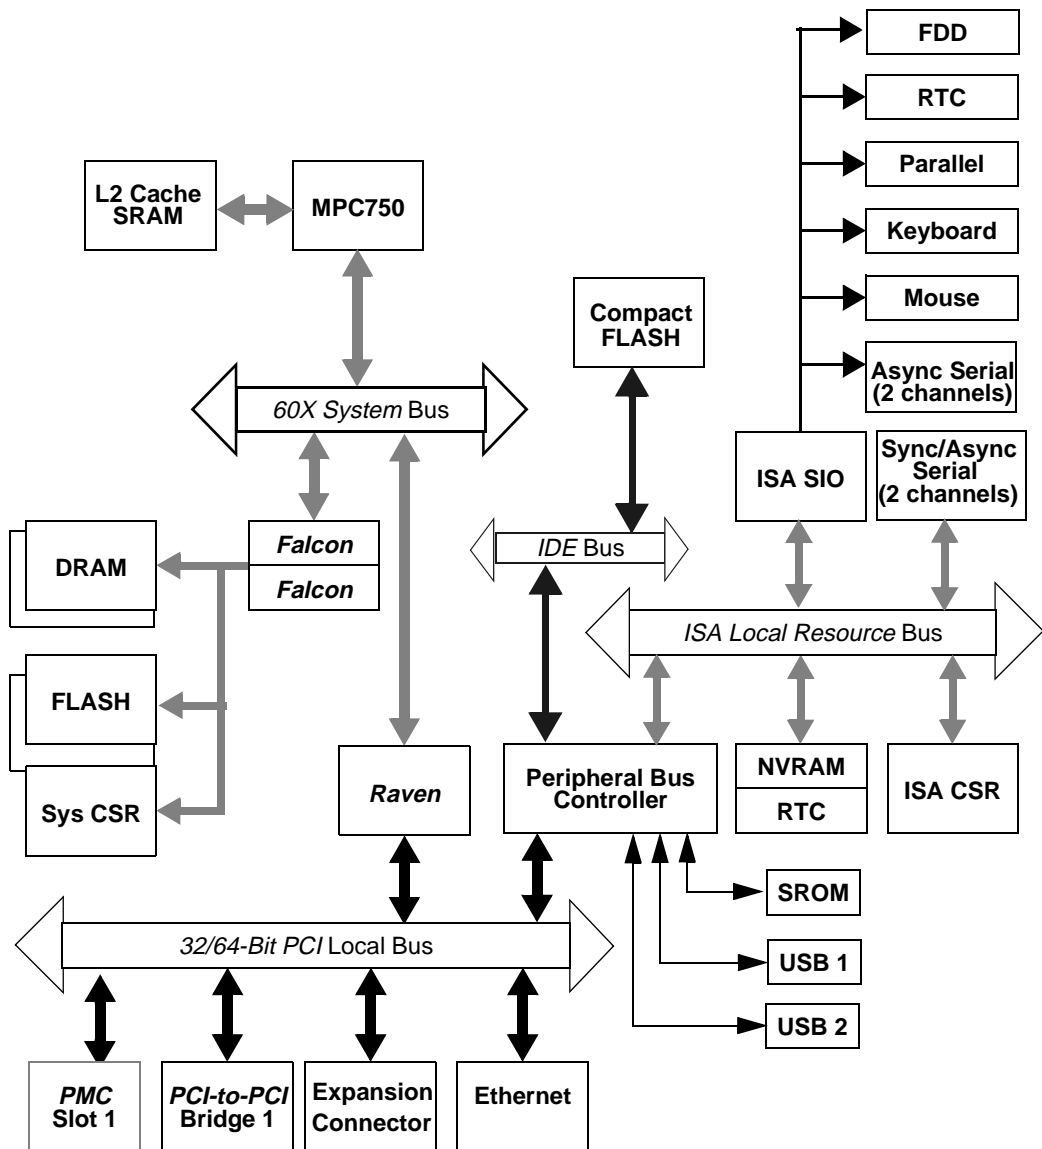 FDD
RTC
Parallel
Keyboard
Mouse
Async Serial
(2 channels)
L2 Cache
SRAM
MPC750
Compact
FLASH
60X System Bus
ISA SIO
Sync/Async
Serial
(2 channels)
Falcon
Falcon
DRAM
IDE Bus
ISA Local Resource Bus
FLASH
Sys CSR
Raven
Peripheral Bus
Controller
NVRAM
RTC
ISA CSR
SROM
32/64-Bit PCI Local Bus
USB 1
USB 2
PMC
Slot 1
PCI-to-PCI
Bridge 1
Expansion
Connector
Ethernet